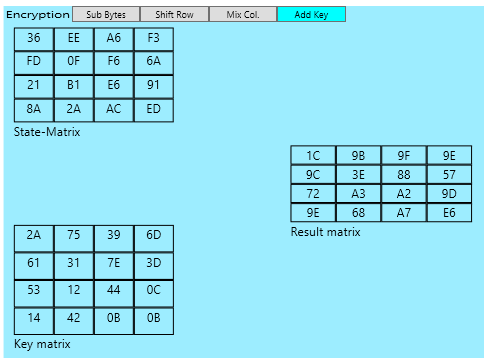 Encryption Sub Bytes Shift Row Mix Col. Add Key
36 EE A6 F3
FD 0F F6 6A
21 B1 E6 91
8A 2A AC ED
State-Matrix
1C 9B 9F 9E
9C 3E 88 57
72 A3 A2 9D
9E 68 A7 E6
Result matrix
2A 75 39 6D
61 31 7E 3D
53 12 44 0C
14 42 0B 0B
Key matrix